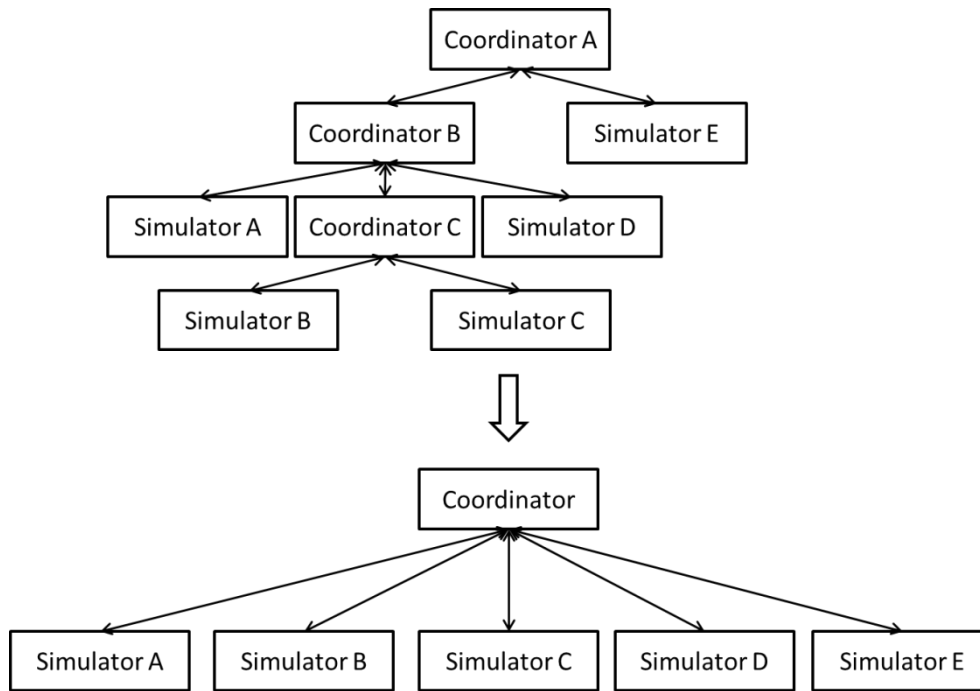 Coordinator A
Coordinator B
Simulator E
Simulator A
Coordinator C
Simulator D
Simulator B
Simulator C
Coordinator
Simulator A
Simulator B
Simulator C
Simulator D
Simulator E